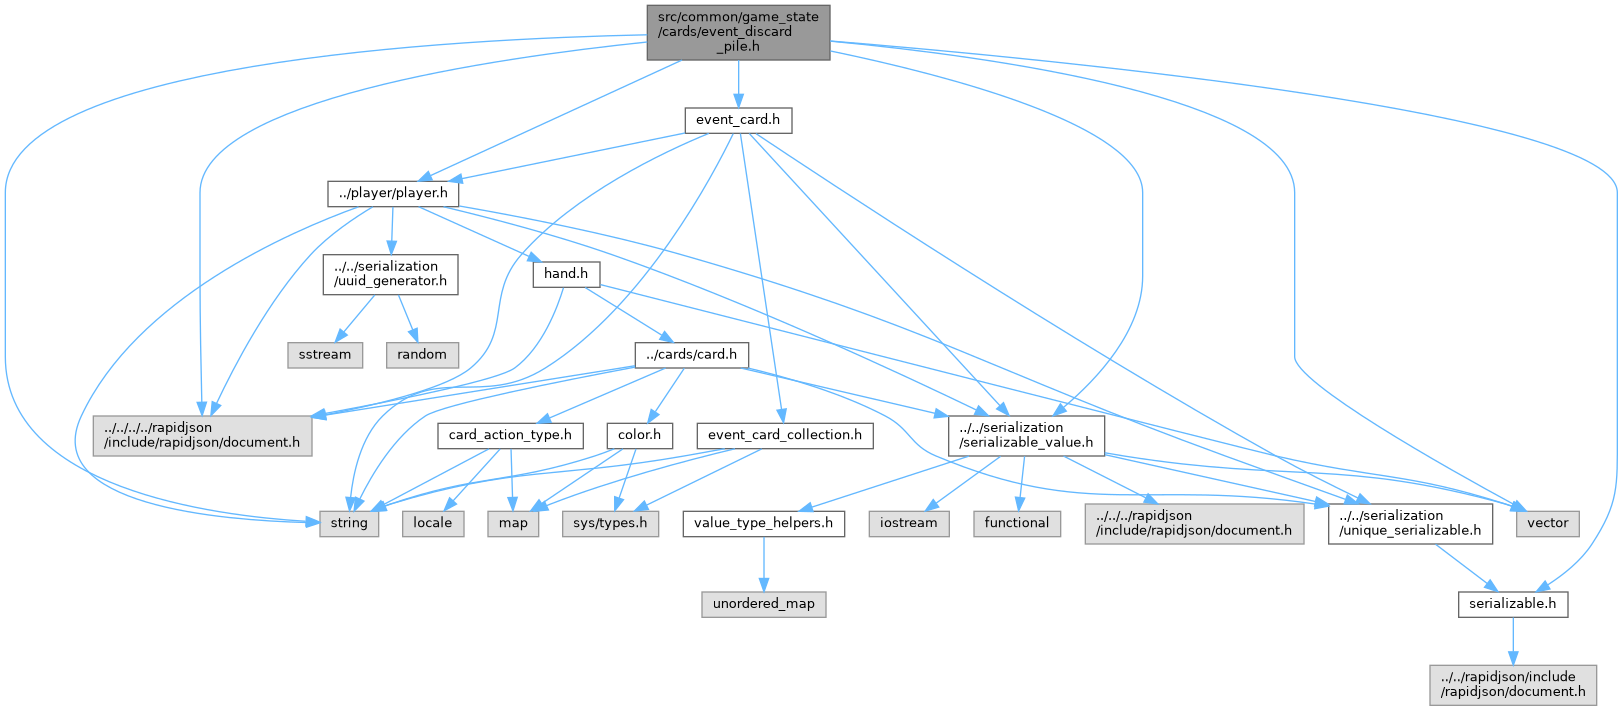 src/common/game_state
/cards/event_discard
_pile.h
event_card.h
../player/player.h
../../serialization
/uuid_generator.h
hand.h
sstream
random
../cards/card.h
../../../../rapidjson
/include/rapidjson/document.h
card_action_type.h
color.h
event_card_collection.h
../../serialization
/serializable_value.h
string
locale
map
sys/types.h
value_type_helpers.h
iostream
functional
../../../rapidjson
/include/rapidjson/document.h
../../serialization
/unique_serializable.h
vector
unordered_map
serializable.h
../../rapidjson/include
/rapidjson/document.h